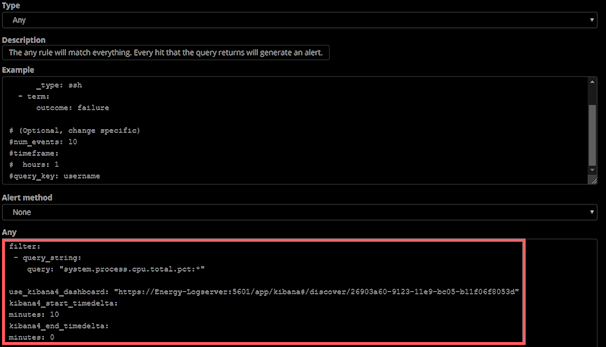 Type
Any
Description
The any rule will match everything. Every hit that the query returns will generate an alert.
Example
_type: ssh
- term:
outcome: failure
# (Optional, change specific)
#num_events: 10
#timeframe:
#  hours: 1
#query_key: username
Alert method
None
Any
filter:
- query_string:
query: "system.process.cpu.total.pct:*"
use_kibana4_dashboard: "https://Energy-Logserver:5601/app/kibana#/discover/26903a60-9123-11e9-bc05-b11f06f8053d"
kibana4_start_timedelta:
minutes: 10
kibana4_end_timedelta:
minutes: 0